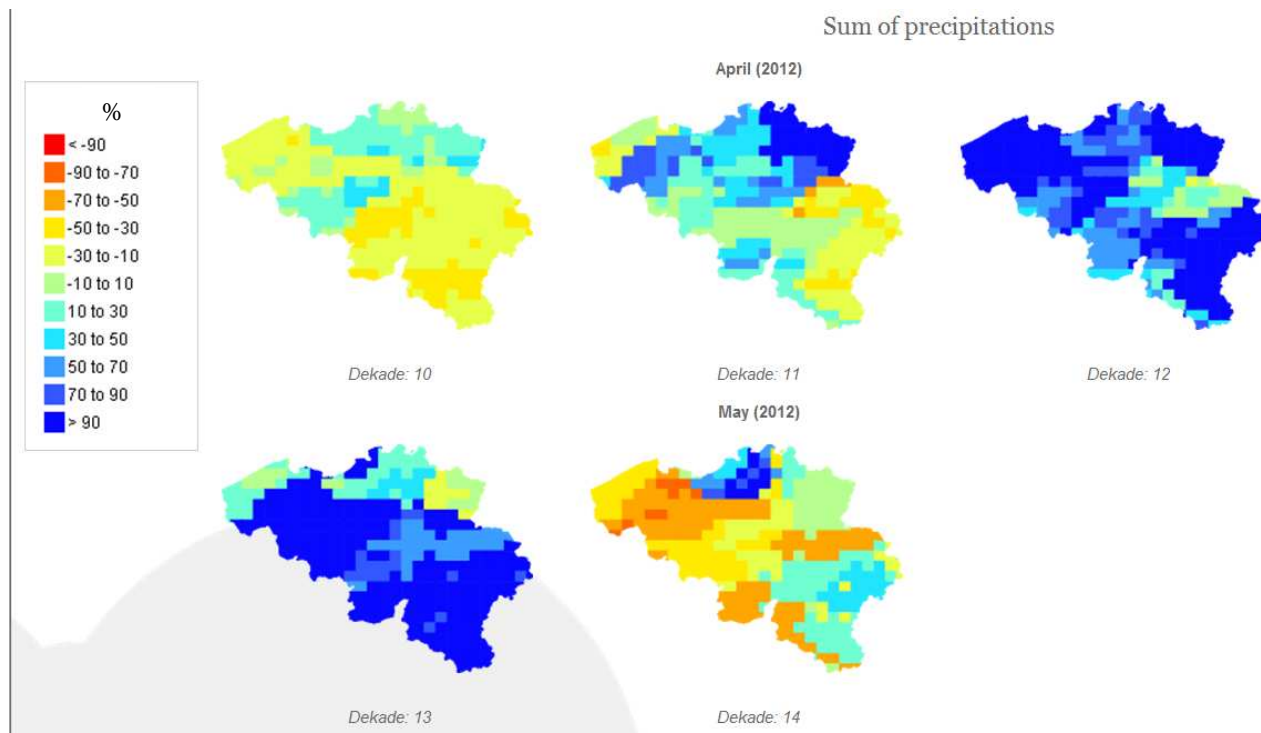 Sum of precipitations
April (2012)
%
< -90
-90 to -70
-70 to -50
-50 to -30
-30 to -10
-10 to 10
10 to 30
30 to 50
50 to 70
70 to 90
> 90
Dekade: 10
Dekade: 11
Dekade: 12
May (2012)
Dekade: 13
Dekade: 14